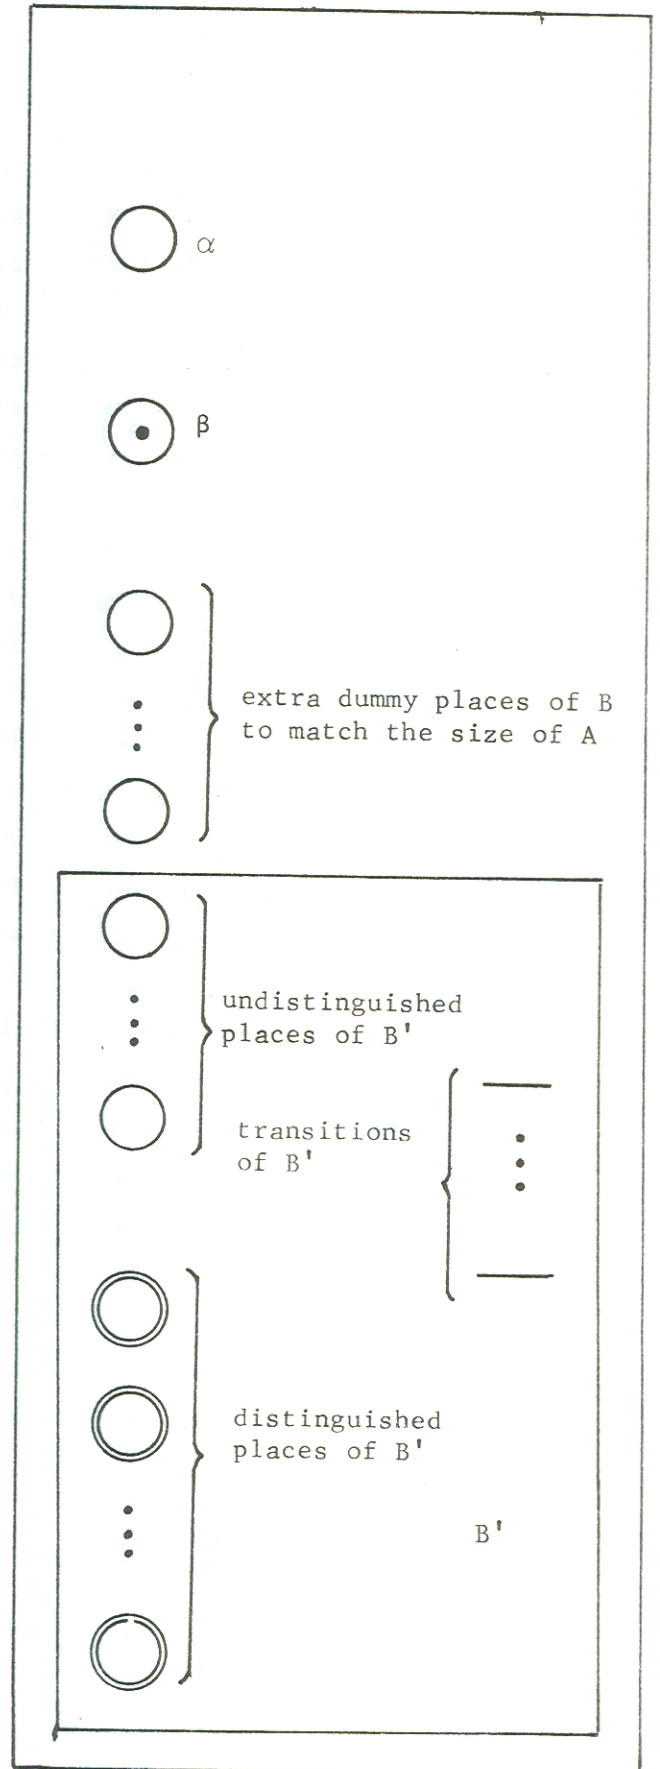 α
β
extra dummy places of B
to match the size of A
undistinguished
places of B'
transitions
of B'
distinguished
places of B'
B'